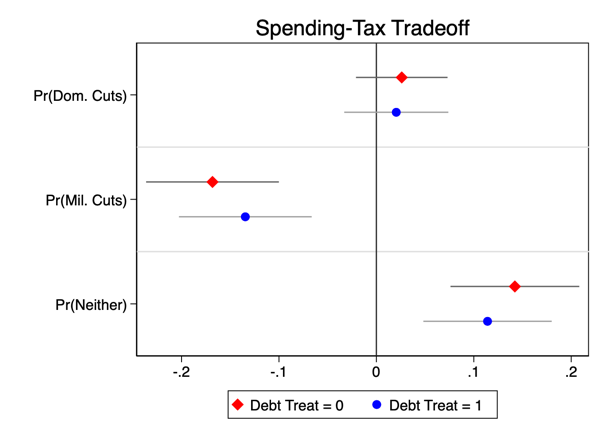 Spending-Tax Tradeoff
Pr(Dom. Cuts)
Pr(Mil. Cuts)
Pr(Neither)
-.2 -.1 0 .1 .2
Debt Treat = 0 Debt Treat = 1